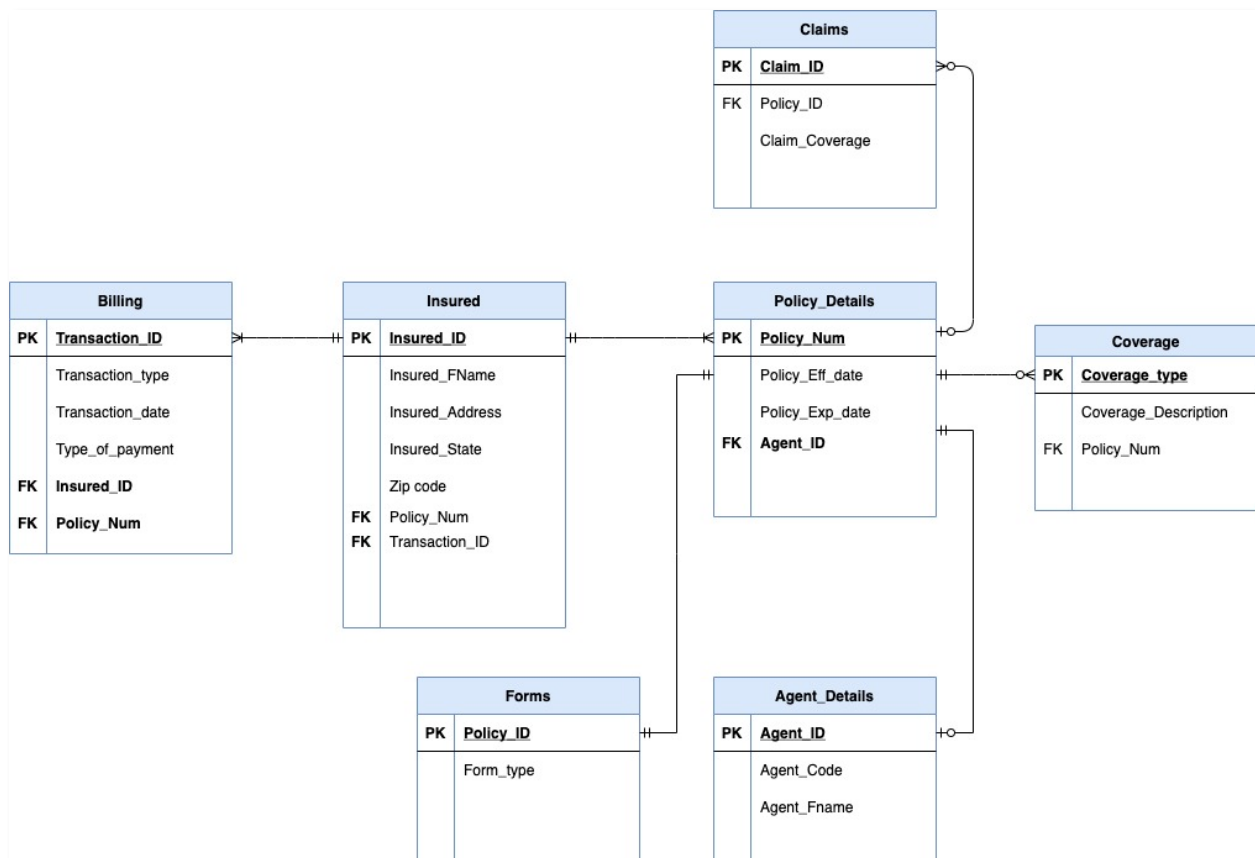 Claims
PK Claim_ID
FK Policy_ID
Claim_Coverage
Billing
PK Transaction_ID
Transaction_type
Transaction_date
Type_of_payment
FK Insured_ID
FK Policy_Num
Insured
PK Insured_ID
Insured_FName
Insured_Address
Insured_State
Zip code
FK Policy_Num
FK Transaction_ID
Policy_Details
PK Policy_Num
Policy_Eff_date
Policy_Exp_date
FK Agent_ID
Coverage
PK Coverage_type
Coverage_Description
FK Policy_Num
Forms
PK Policy_ID
Form_type
Agent_Details
PK Agent_ID
Agent_Code
Agent_Fname